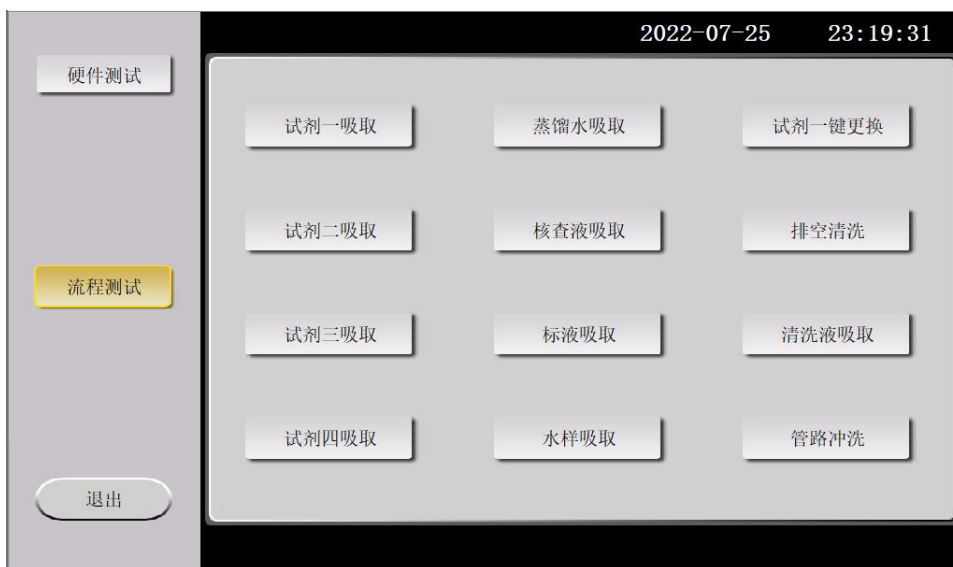 2022-07-25 23:19:31
硬件测试
流程测试
退出
试剂一吸取 蒸馏水吸取 试剂一键更换
试剂二吸取 核查液吸取 排空清洗
试剂三吸取 标液吸取 清洗液吸取
试剂四吸取 水样吸取 管路冲洗